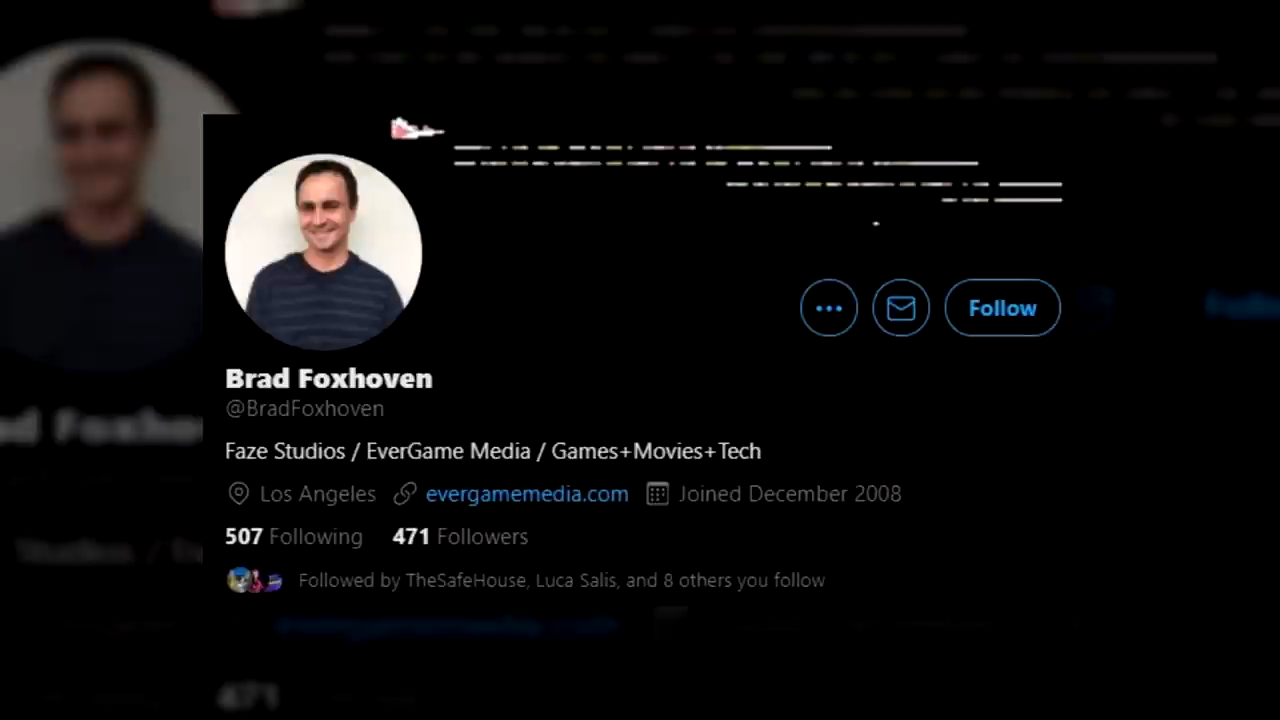 Follow
Brad Foxhoven
@BradFoxhoven
Faze Studios / EverGame Media / Games+Movies+Tech
Los Angeles evergamemedia.com Joined December 2008
507 Following 471 Followers
Followed by TheSafeHouse, Luca Salis, and 8 others you follow
471